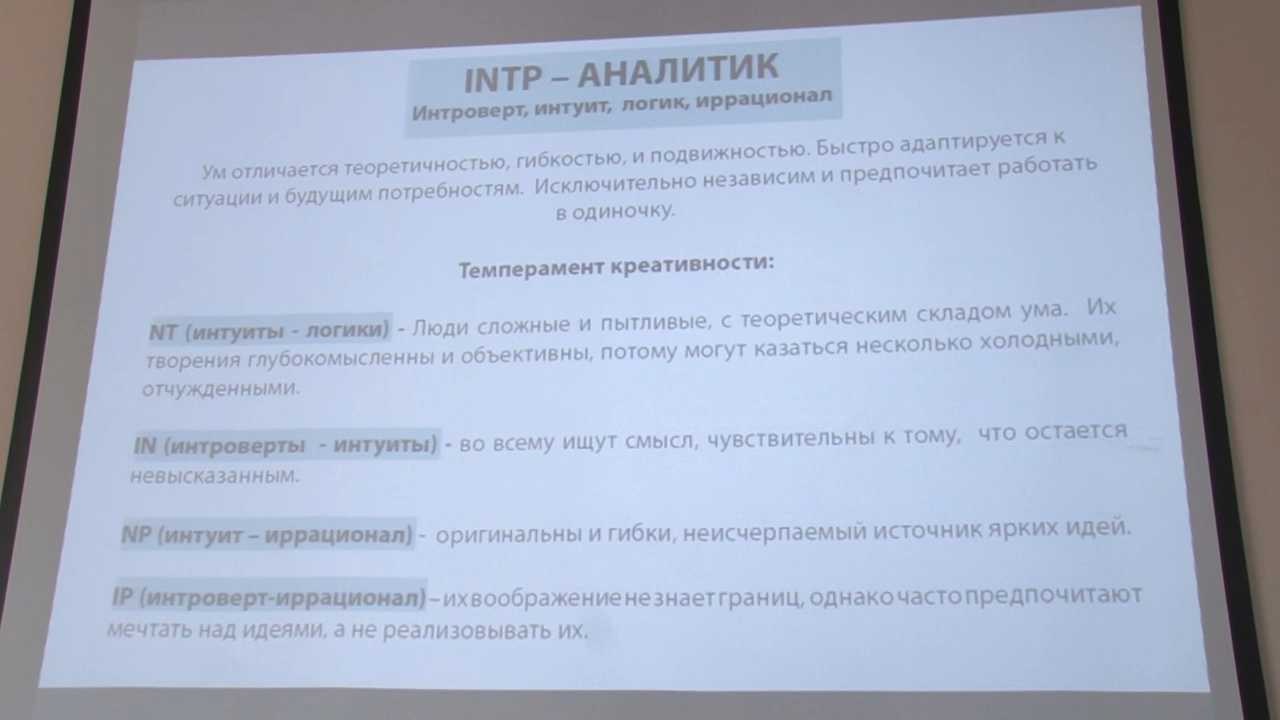 INTP – АНАЛИТИК
Интроверт, интуит, логик, иррационал
Ум отличается теоретичностью, гибкостью, и подвижностью. Быстро адаптируется к
ситуации и будущим потребностям. Исключительно независим и предпочитает работать
в одиночку.
Темперамент креативности:
NT (интуиты - логики) - Люди сложные и пытливые, с теоретическим складом ума. Их
творения глубокомысленны и объективны, потому могут казаться несколько холодными,
отчужденными.
IN (интроверты - интуиты) - во всему ищут смысл, чувствительны к тому, что остается
невысказанным.
NP (интуит – иррационал) - оригинальны и гибки, неисчерпаемый источник ярких идей.
IP (интроверт-иррационал) – их воображение не знает границ, однако часто предпочитают
мечтать над идеями, а не реализовывать их.